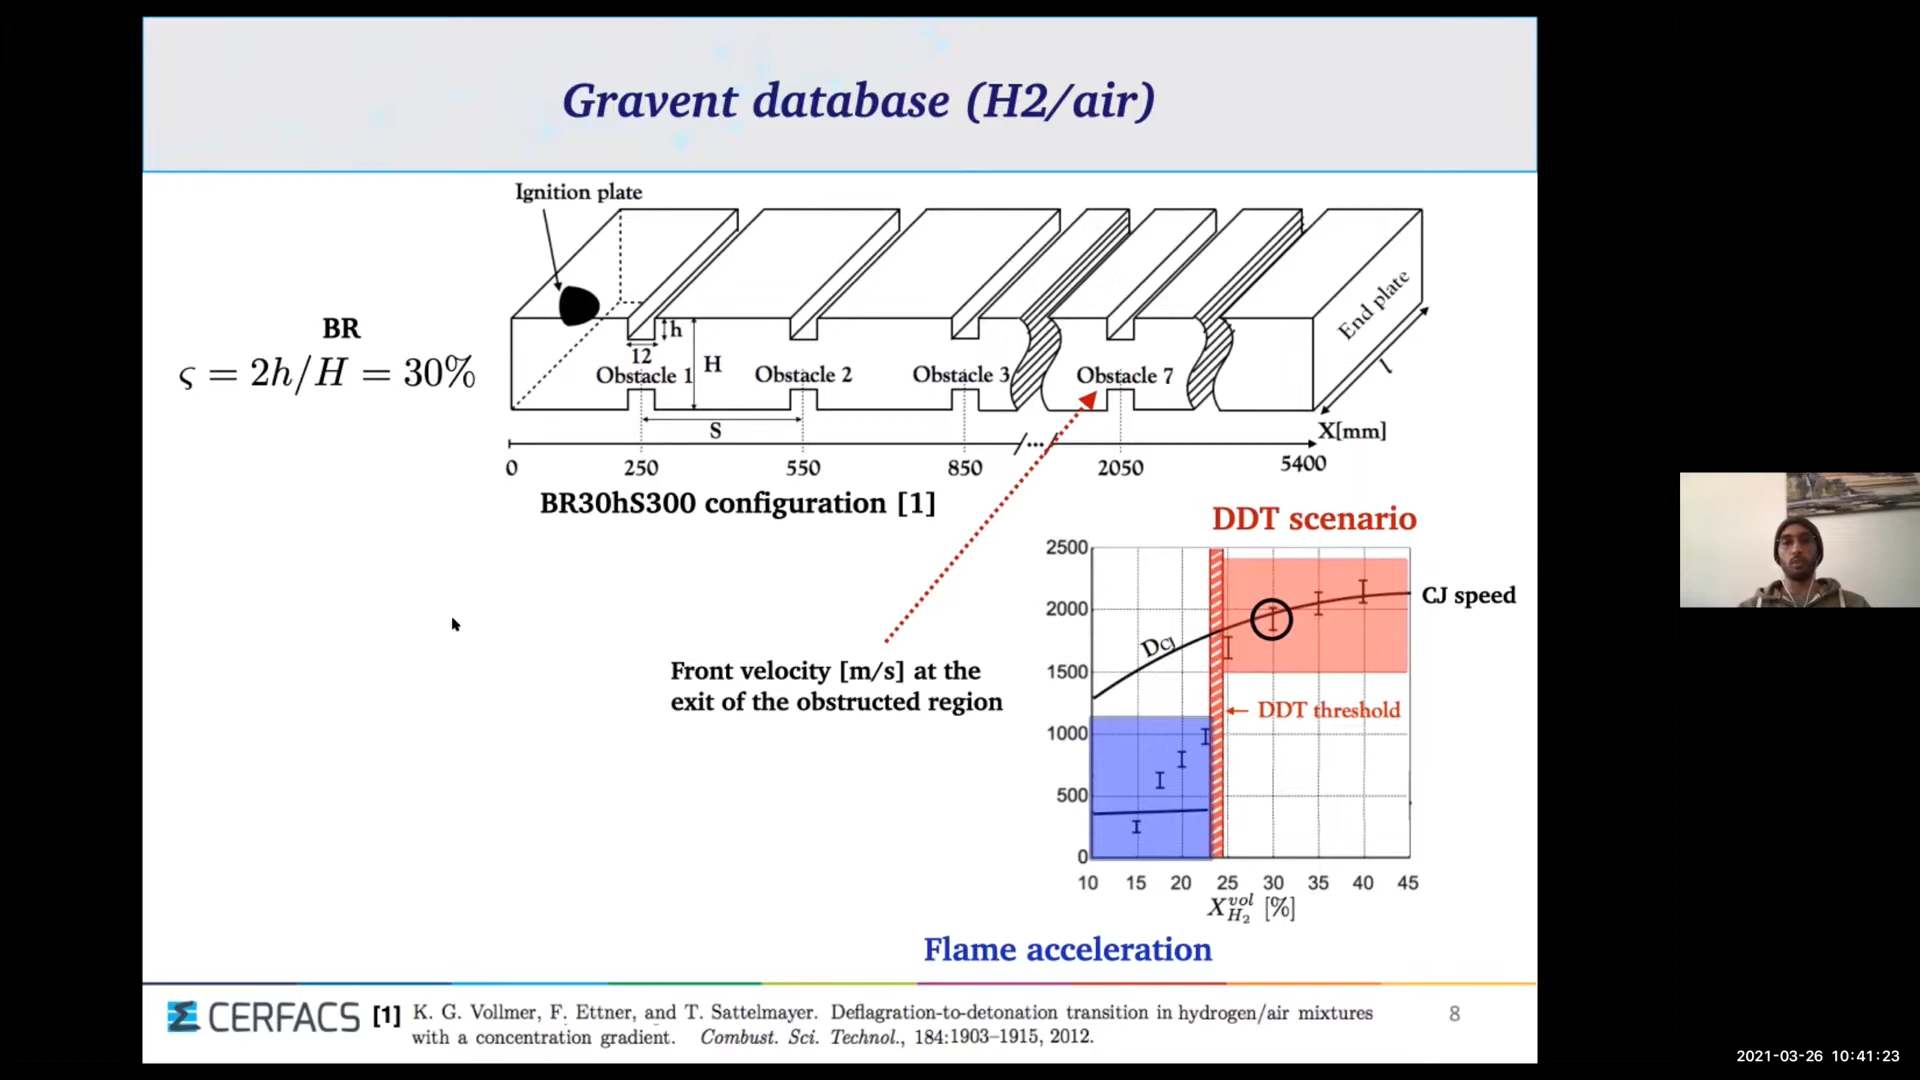 Gravent database (H2/air)
Ignition plate
BR
ς = 2h/H = 30%
h
12
H
Obstacle 1
Obstacle 2
Obstacle 3
Obstacle 7
End plate
l
S
X[mm]
0 250 550 850 /.../ 2050 5400
BR30hS300 configuration [1]
Front velocity [m/s] at the
exit of the obstructed region
DDT scenario
2500
2000
1500
1000
500
0
D_CJ
CJ speed
← DDT threshold
10 15 20 25 30 35 40 45
X_{H_2}^{vol} [%]
Flame acceleration
CERFACS
[1] K. G. Vollmer, F. Ettner, and T. Sattelmayer. Deflagration-to-detonation transition in hydrogen/air mixtures
with a concentration gradient. Combust. Sci. Technol., 184:1903–1915, 2012.
8
2021-03-26 10:41:23